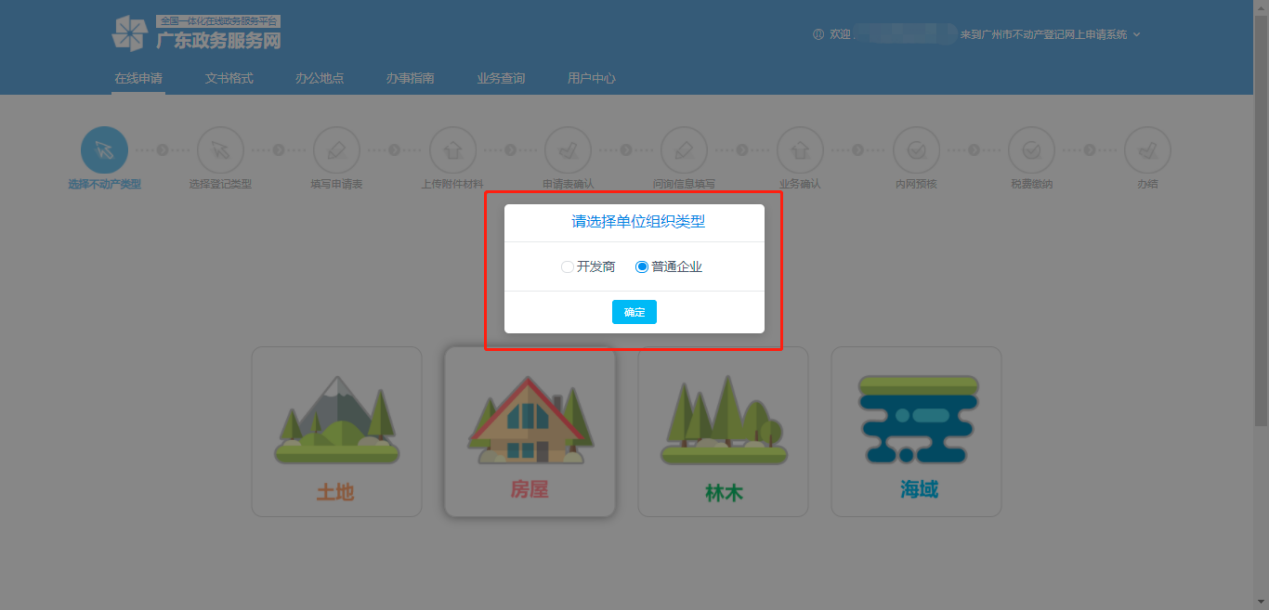 全国一体化在线政务服务平台
广东政务服务网
欢迎 来到广州市不动产登记网上申请系统
在线申请 文书格式 办公地点 办事指南 业务查询 用户中心
选择不动产类型 选择登记类型 填写申请表 上传附件材料 申请表确认 问询信息填写 业务确认 内网预核 税费缴纳 办结
请选择单位组织类型
开发商 普通企业
确定
土地 房屋 林木 海域